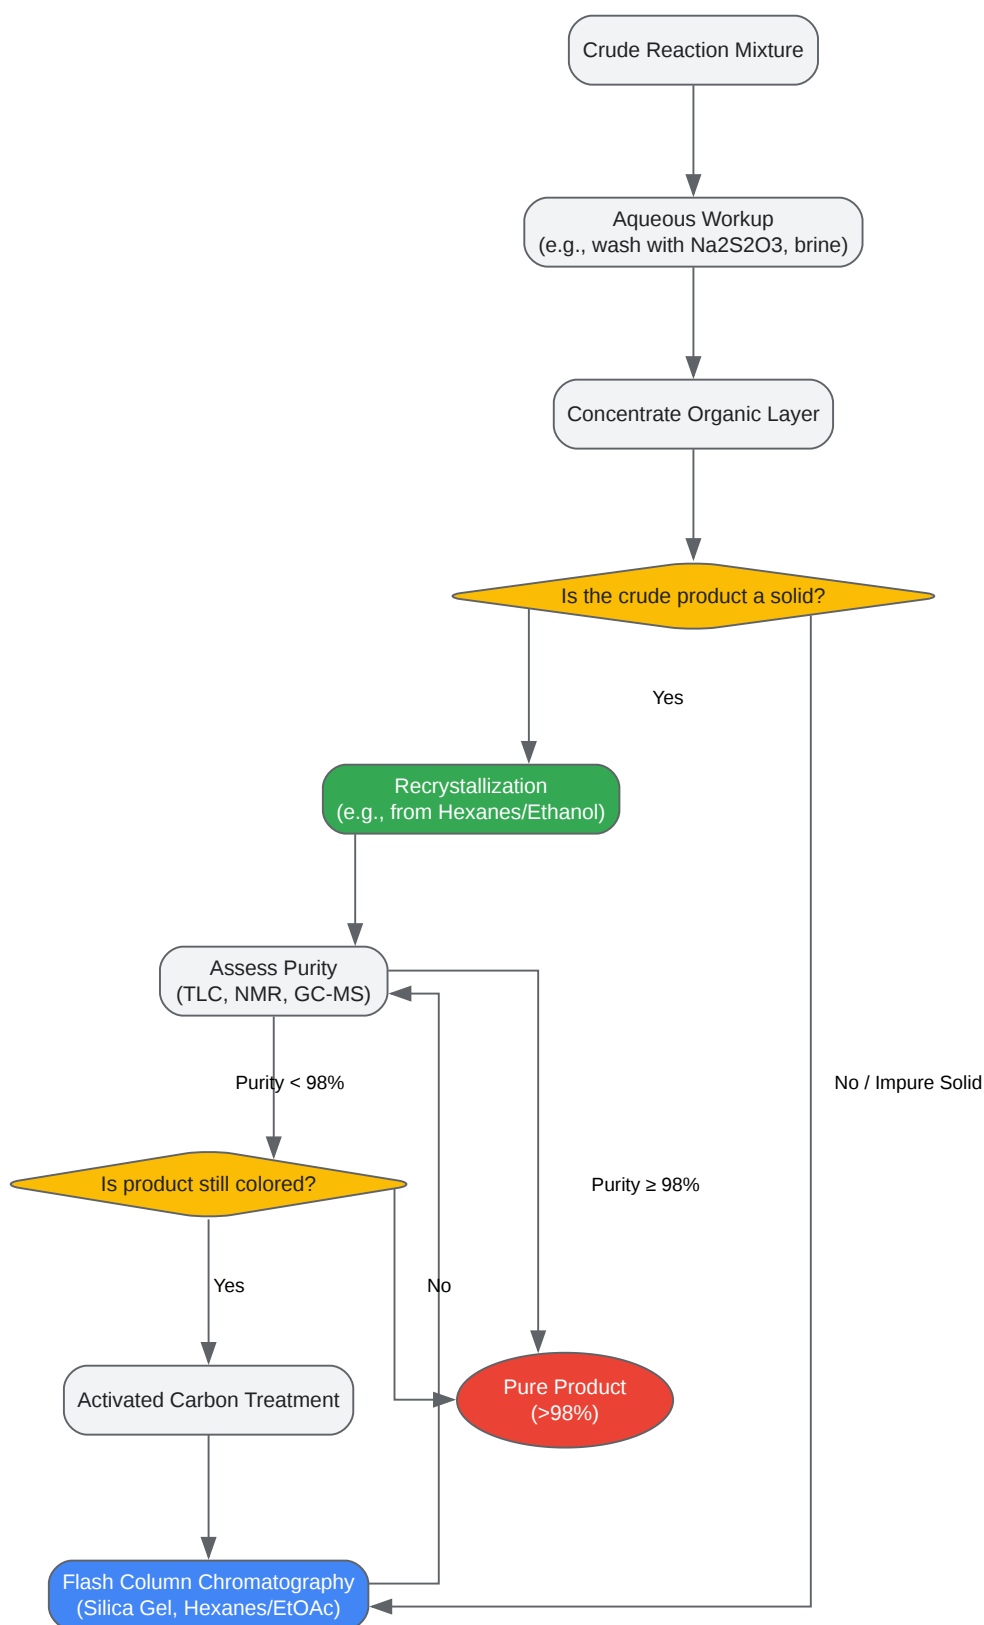 Crude Reaction Mixture
Aqueous Workup
(e.g., wash with Na2S2O3, brine)
Concentrate Organic Layer
Is the crude product a solid?
Yes
Recrystallization
(e.g., from Hexanes/Ethanol)
Assess Purity
(TLC, NMR, GC-MS)
Purity < 98%
No / Impure Solid
Is product still colored?
Purity ≥ 98%
Yes
No
Activated Carbon Treatment
Pure Product
(>98%)
Flash Column Chromatography
(Silica Gel, Hexanes/EtOAc)